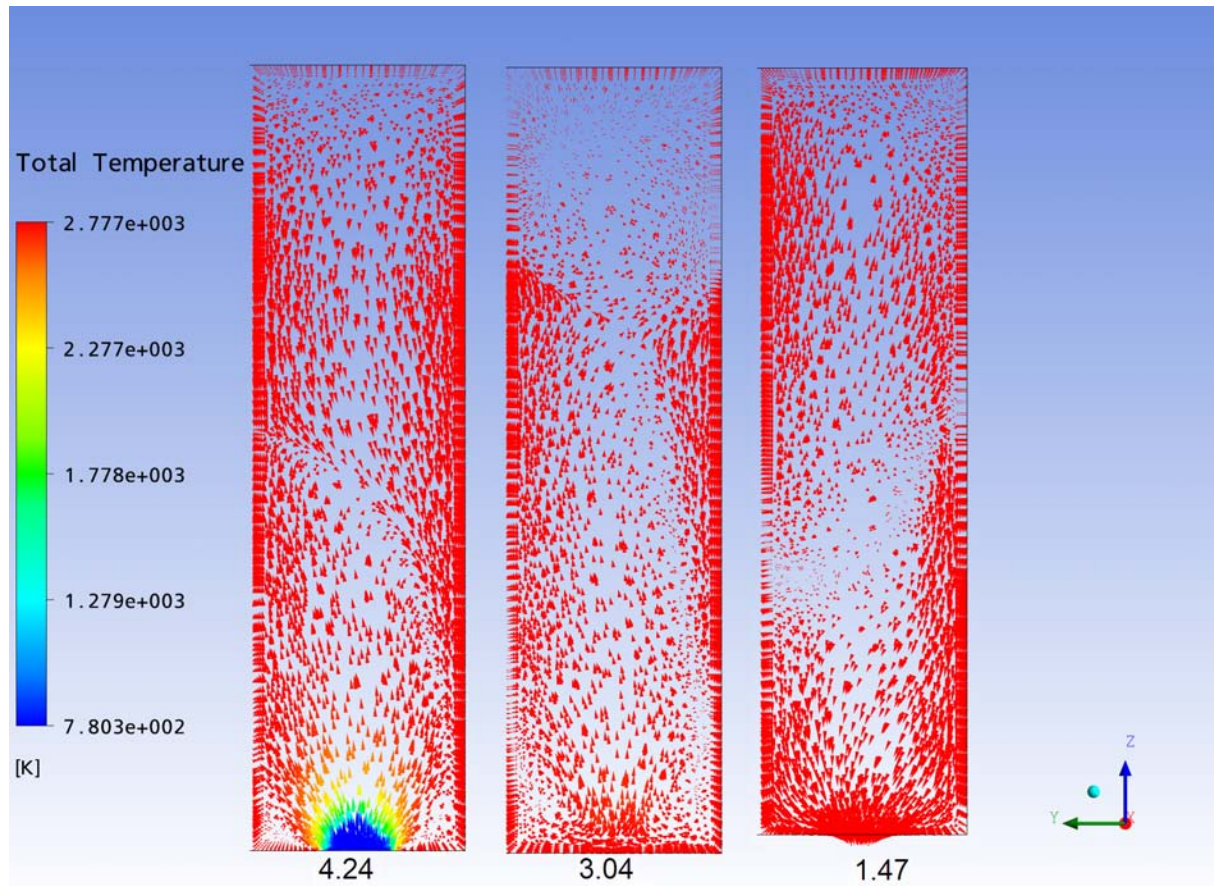 Total Temperature
2.777e+003
2.277e+003
1.778e+003
1.279e+003
7.803e+002
[K]
4.24
3.04
1.47
Z
Y
X